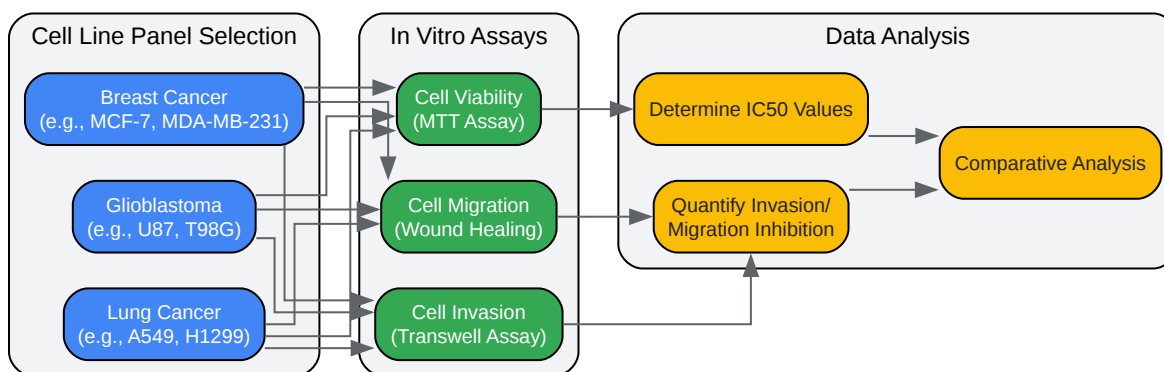 Cell Line Panel Selection
Breast Cancer
(e.g., MCF-7, MDA-MB-231)
Glioblastoma
(e.g., U87, T98G)
Lung Cancer
(e.g., A549, H1299)
In Vitro Assays
Cell Viability
(MTT Assay)
Cell Migration
(Wound Healing)
Cell Invasion
(Transwell Assay)
Data Analysis
Determine IC50 Values
Quantify Invasion/
Migration Inhibition
Comparative Analysis